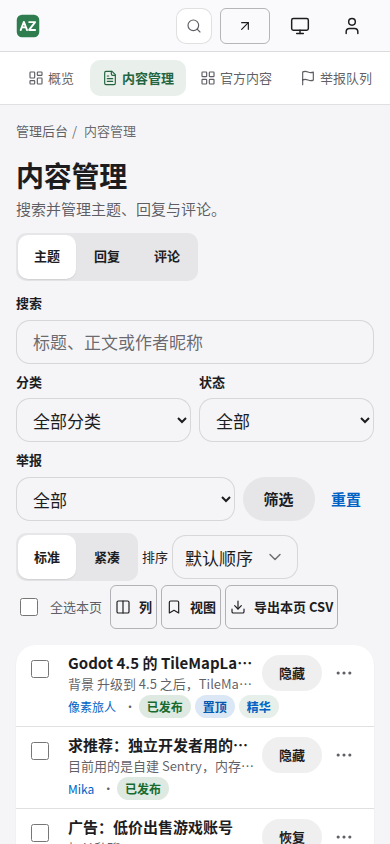 AZ
概览 内容管理 官方内容 举报队列
管理后台 / 内容管理
内容管理
搜索并管理主题、回复与评论。
主题 回复 评论
搜索
标题、正文或作者昵称
分类 状态
全部分类 全部
举报
全部 筛选 重置
标准 紧凑 排序 默认顺序
全选本页 列 视图 导出本页 CSV
Godot 4.5 的 TileMapLa… 隐藏
背景 升级到 4.5 之后，TileMa…
像素旅人 · 已发布 置顶 精华
求推荐：独立开发者用的… 隐藏
目前用的是自建 Sentry，内存…
Mika · 已发布
广告：低价出售游戏账号 恢复